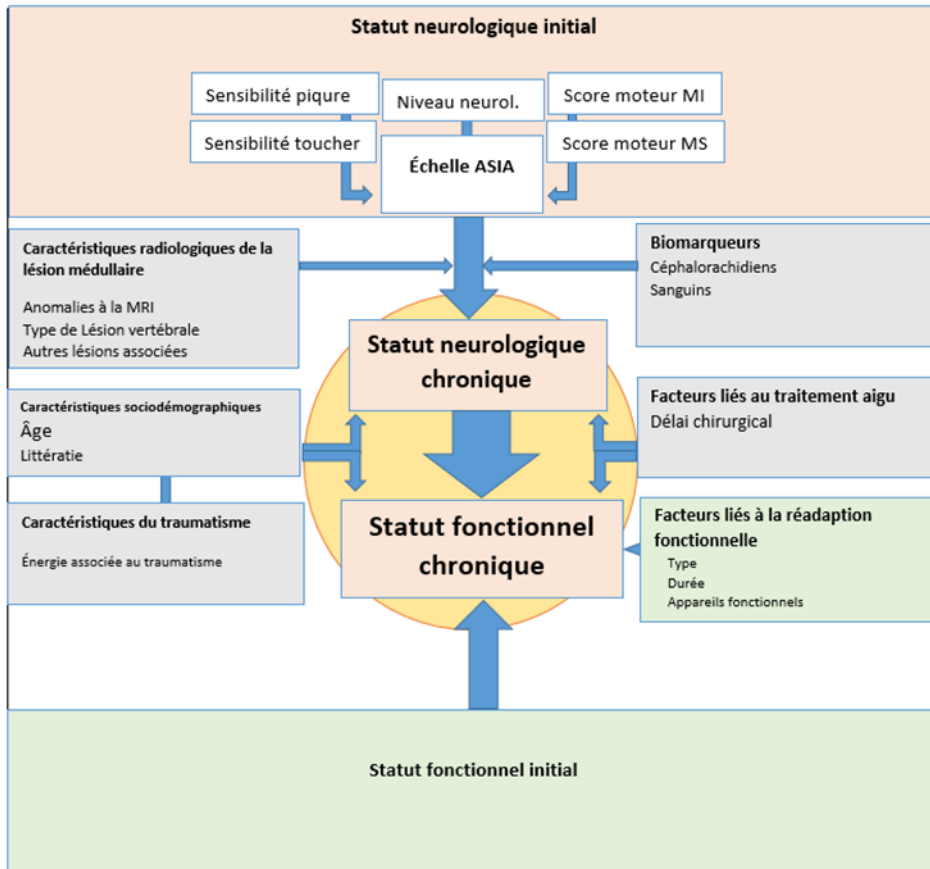 Statut neurologique initial
Sensibilité piqure
Niveau neurol.
Score moteur MI
Sensibilité toucher
Échelle ASIA
Score moteur MS
Caractéristiques radiologiques de la
lésion médullaire
Anomalies à la MRI
Type de Lésion vertébrale
Autres lésions associées
Biomarqueurs
Céphalorachidiens
Sanguins
Statut neurologique
chronique
Caractéristiques sociodémographiques
Âge
Littératie
Facteurs liés au traitement aigu
Délai chirurgical
Caractéristiques du traumatisme
Énergie associée au traumatisme
Statut fonctionnel
chronique
Facteurs liés à la réadaption
fonctionnelle
Type
Durée
Appareils fonctionnels
Statut fonctionnel initial